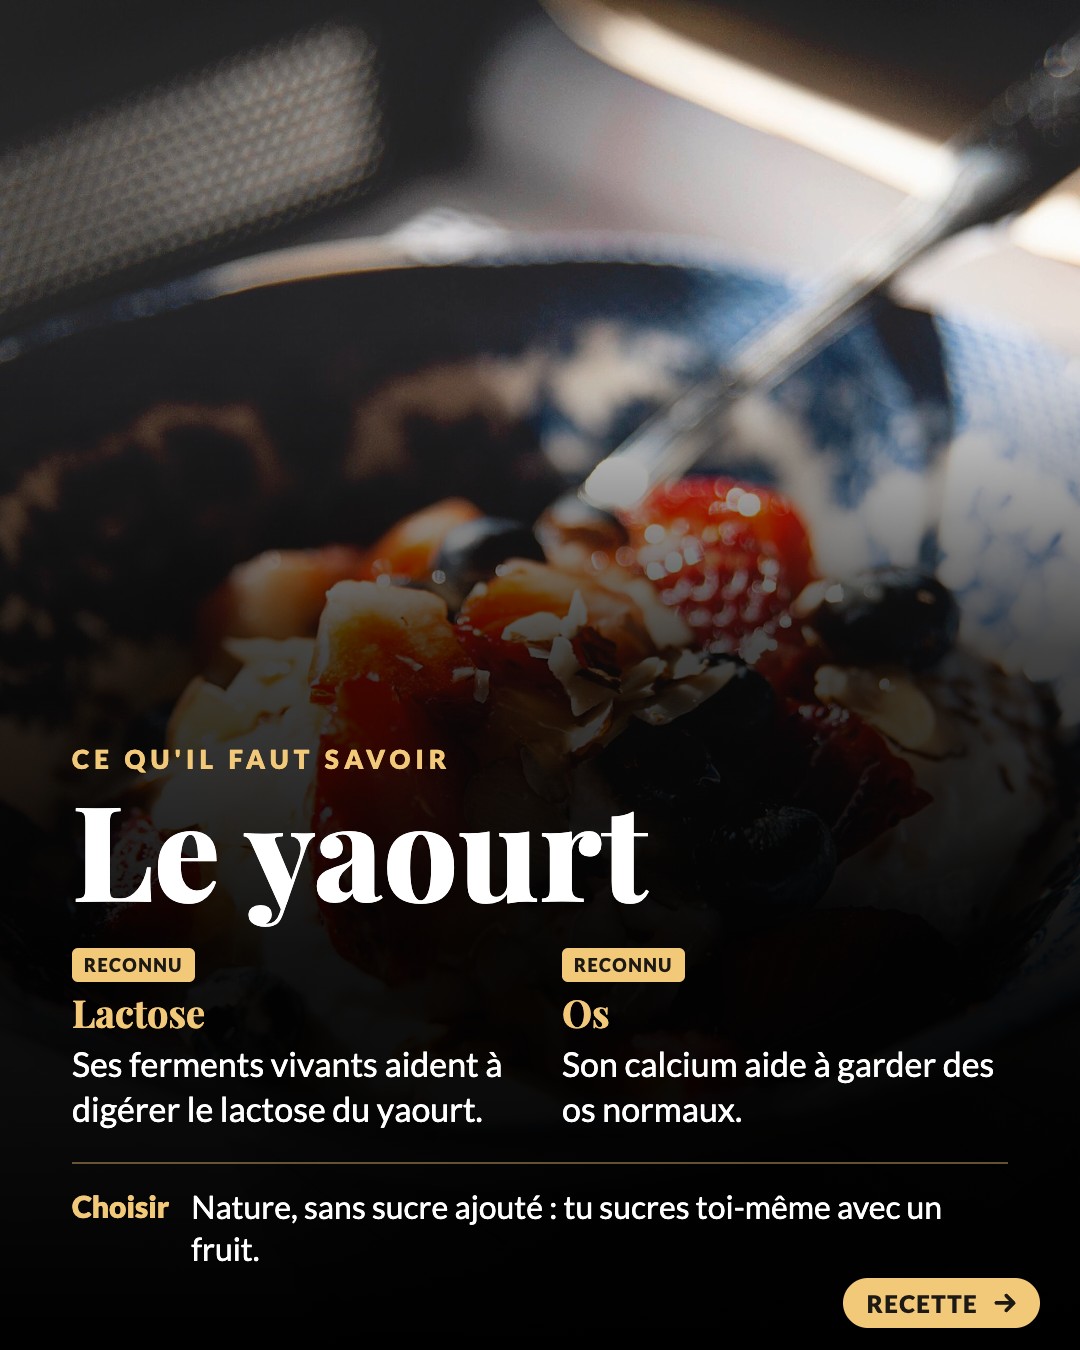 CE QU'IL FAUT SAVOIR
Le yaourt
RECONNU
Lactose
Ses ferments vivants aident à
digérer le lactose du yaourt.
RECONNU
Os
Son calcium aide à garder des
os normaux.
Choisir Nature, sans sucre ajouté : tu sucres toi-même avec un
fruit.
RECETTE →